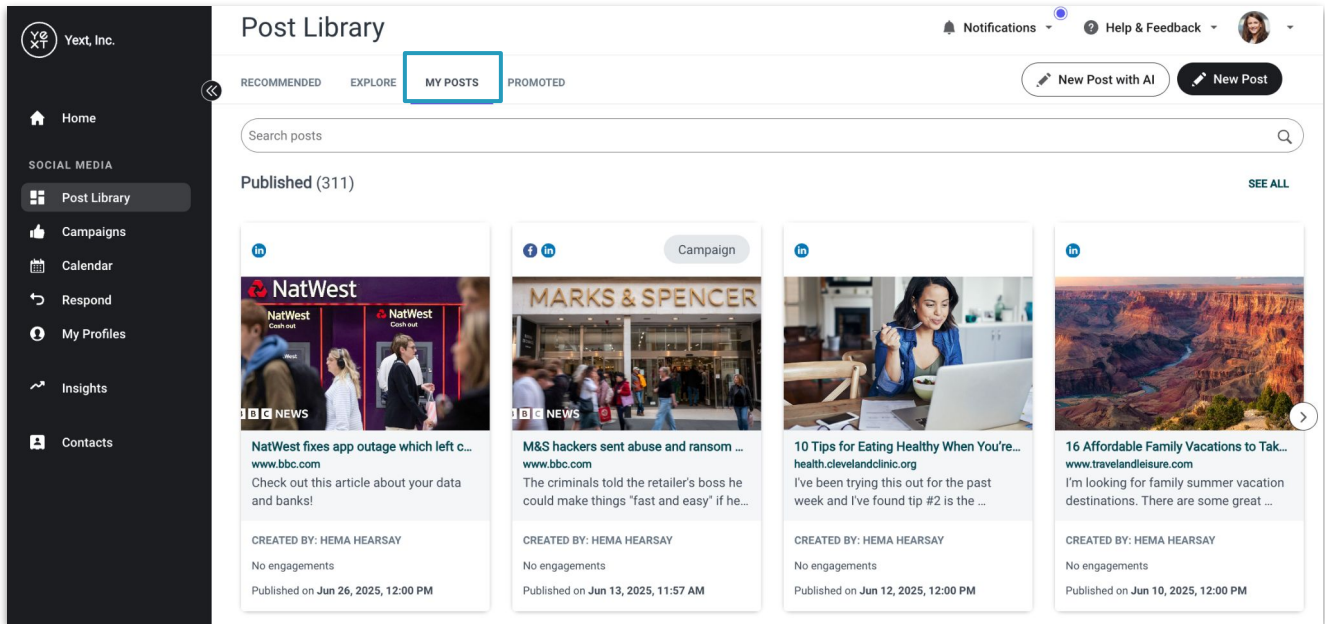 Yext, Inc.
Home
SOCIAL MEDIA
Post Library
Campaigns
Calendar
Respond
My Profiles
Insights
Contacts
Post Library
Notifications
Help & Feedback
RECOMMENDED EXPLORE MY POSTS PROMOTED
New Post with AI
New Post
Search posts
Published (311)
SEE ALL
NatWest
NatWest
Cash out
NatWest
Cash out
BBC NEWS
NatWest fixes app outage which left c...
www.bbc.com
Check out this article about your data
and banks!
CREATED BY: HEMA HEARSAY
No engagements
Published on Jun 26, 2025, 12:00 PM
Campaign
MARKS & SPENCER
BBC NEWS
M&S hackers sent abuse and ransom ...
www.bbc.com
The criminals told the retailer's boss he
could make things "fast and easy" if he...
CREATED BY: HEMA HEARSAY
No engagements
Published on Jun 13, 2025, 11:57 AM
10 Tips for Eating Healthy When You're...
health.clevelandclinic.org
I've been trying this out for the past
week and I've found tip #2 is the ...
CREATED BY: HEMA HEARSAY
No engagements
Published on Jun 12, 2025, 12:00 PM
16 Affordable Family Vacations to Tak...
www.travelandleisure.com
I'm looking for family summer vacation
destinations. There are some great ...
CREATED BY: HEMA HEARSAY
No engagements
Published on Jun 10, 2025, 12:00 PM